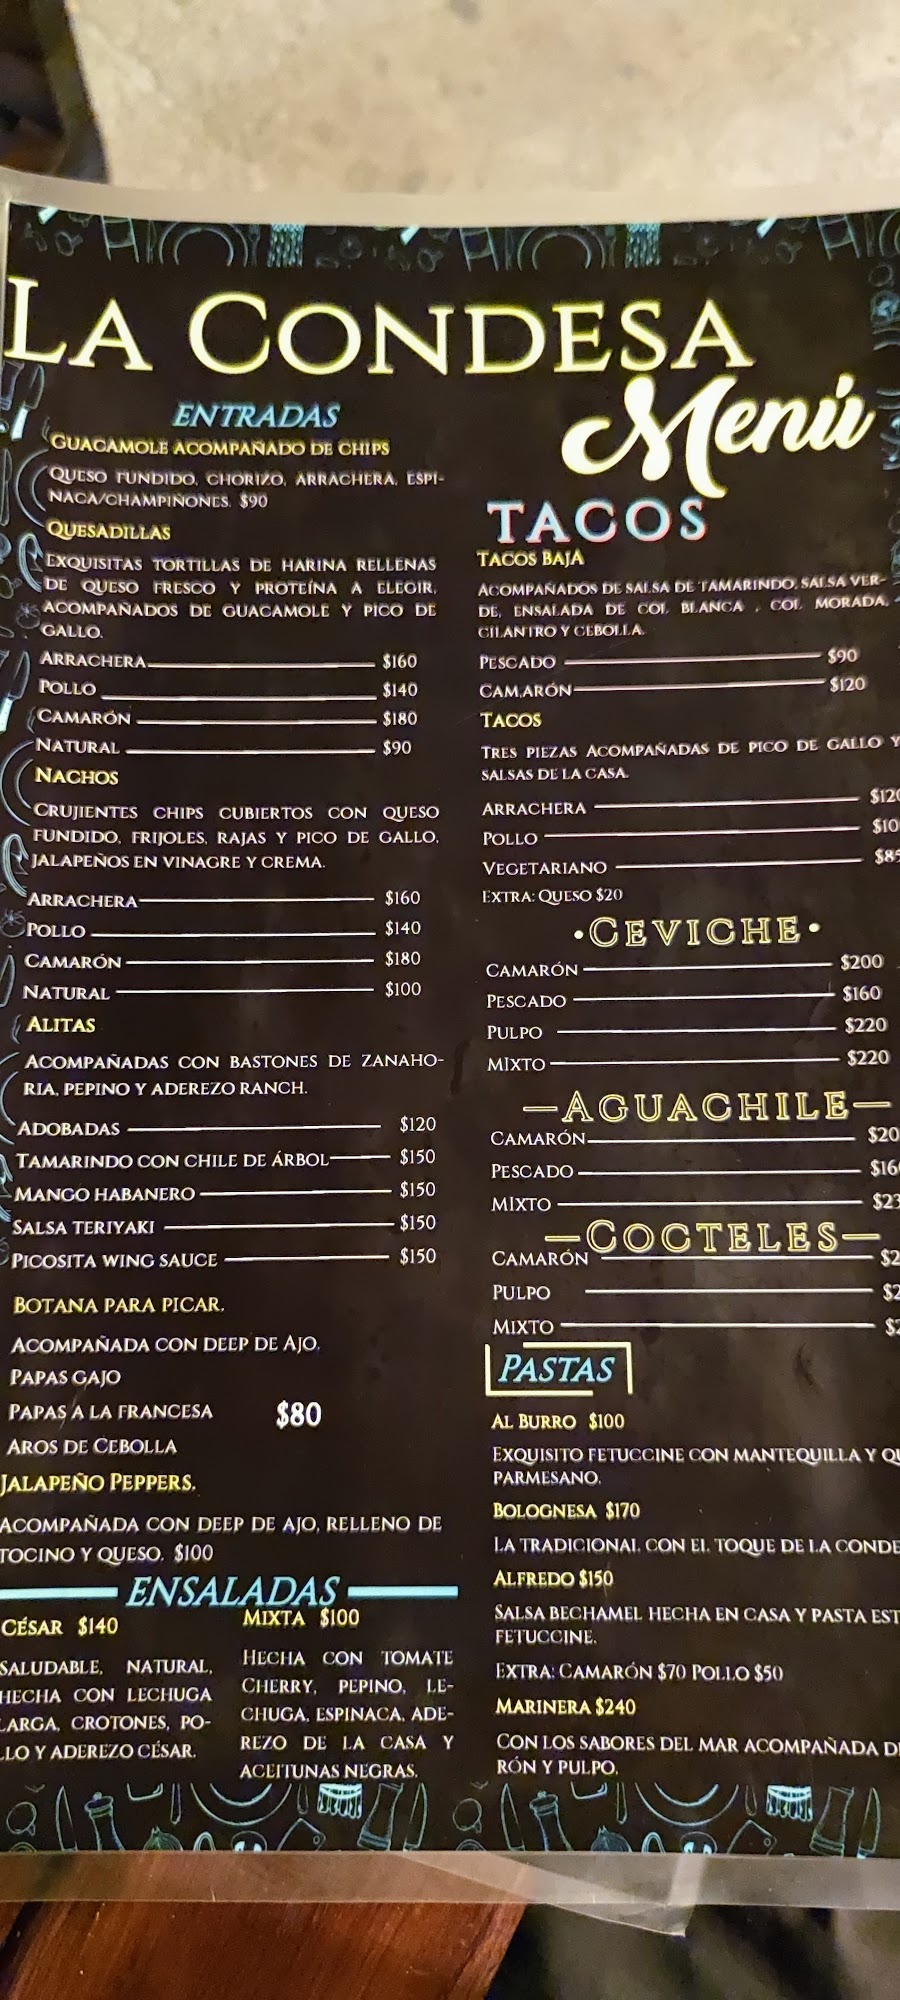 LA CONDESA
Menú
ENTRADAS
GUACAMOLE ACOMPAÑADO DE CHIPS
QUESO FUNDIDO, CHORIZO, ARRACHERA, ESPI-
NACA/CHAMPIÑONES. $90
QUESADILLAS
EXQUISITAS TORTILLAS DE HARINA RELLENAS
DE QUESO FRESCO Y PROTEÍNA A ELEGIR,
ACOMPAÑADOS DE GUACAMOLE Y PICO DE
GALLO.
ARRACHERA $160
POLLO $140
CAMARÓN $180
NATURAL $90
NACHOS
CRUJIENTES CHIPS CUBIERTOS CON QUESO
FUNDIDO, FRIJOLES, RAJAS Y PICO DE GALLO,
JALAPEÑOS EN VINAGRE Y CREMA.
ARRACHERA $160
POLLO $140
CAMARÓN $180
NATURAL $100
ALITAS
ACOMPAÑADAS CON BASTONES DE ZANAHO-
RIA, PEPINO Y ADEREZO RANCH.
ADOBADAS $120
TAMARINDO CON CHILE DE ÁRBOL $150
MANGO HABANERO $150
SALSA TERIYAKI $150
PICOSITA WING SAUCE $150
BOTANA PARA PICAR.
ACOMPAÑADA CON DEEP DE AJO.
PAPAS GAJO
PAPAS A LA FRANCESA $80
AROS DE CEBOLLA
JALAPEÑO PEPPERS.
ACOMPAÑADA CON DEEP DE AJO, RELLENO DE
TOCINO Y QUESO. $100
ENSALADAS
CÉSAR $140
SALUDABLE, NATURAL,
HECHA CON LECHUGA
LARGA, CROTONES, PO-
LLO Y ADEREZO CÉSAR.
MIXTA $100
HECHA CON TOMATE
CHERRY, PEPINO, LE-
CHUGA, ESPINACA, ADE-
REZO DE LA CASA Y
ACEITUNAS NEGRAS.
TACOS
TACOS BAJA
ACOMPAÑADOS DE SALSA DE TAMARINDO, SALSA VER-
DE, ENSALADA DE COL BLANCA , COL MORADA,
CILANTRO Y CEBOLLA.
PESCADO $90
CAMARÓN $120
TACOS
TRES PIEZAS ACOMPAÑADAS DE PICO DE GALLO Y
SALSAS DE LA CASA.
ARRACHERA $120
POLLO $10
VEGETARIANO $85
EXTRA: QUESO $20
•CEVICHE•
CAMARÓN $200
PESCADO $160
PULPO $220
MIXTO $220
—AGUACHILE—
CAMARÓN $20
PESCADO $16
MIXTO $23
—COCTELES—
CAMARÓN $2
PULPO $2
MIXTO $2
PASTAS
AL BURRO $100
EXQUISITO FETUCCINE CON MANTEQUILLA Y QU
PARMESANO.
BOLOGNESA $170
LA TRADICIONAL CON EL TOQUE DE LA CONDE
ALFREDO $150
SALSA BECHAMEL HECHA EN CASA Y PASTA EST
FETUCCINE.
EXTRA: CAMARÓN $70 POLLO $50
MARINERA $240
CON LOS SABORES DEL MAR ACOMPAÑADA D
RÓN Y PULPO.